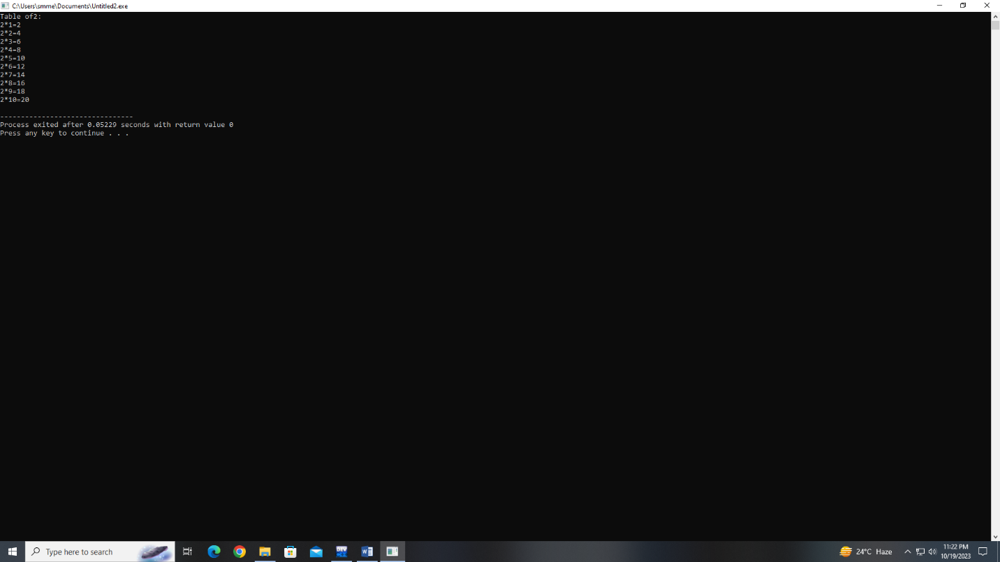 C:\Users\smme\Documents\Untitled2.exe
Table of2:
2*1=2
2*2=4
2*3=6
2*4=8
2*5=10
2*6=12
2*7=14
2*8=16
2*9=18
2*10=20
--------------------------------
Process exited after 0.05229 seconds with return value 0
Press any key to continue . . .
Type here to search
DEV
W
24°C Haze
11:22 PM
10/19/2023